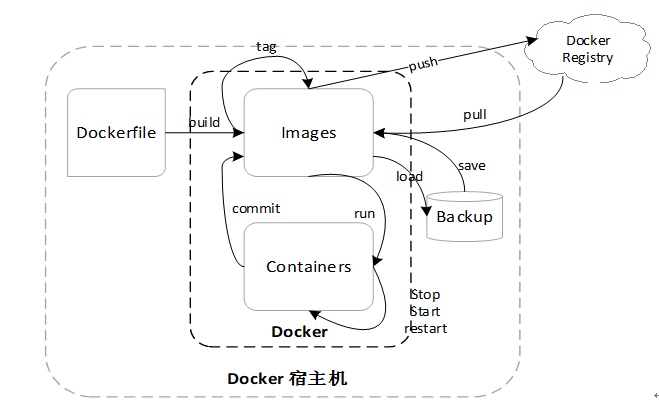 tag
Docker
Registry
push
Dockerfile
build
Images
pull
load
save
Backup
commit
run
Containers
Stop
Start
restart
Docker
Docker 宿主机